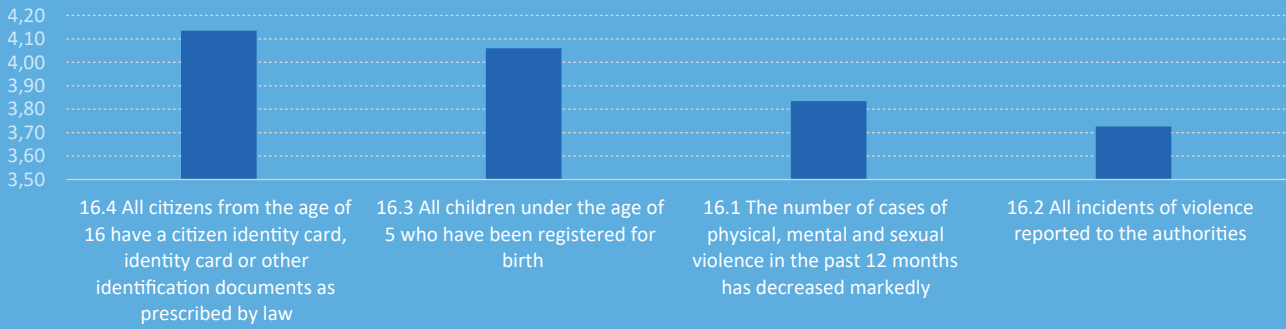 4,20
4,10
4,00
3,90
3,80
3,70
3,60
3,50
16.4 All citizens from the age of
16 have a citizen identity card,
identity card or other
identification documents as
prescribed by law
16.3 All children under the age of
5 who have been registered for
birth
16.1 The number of cases of
physical, mental and sexual
violence in the past 12 months
has decreased markedly
16.2 All incidents of violence
reported to the authorities